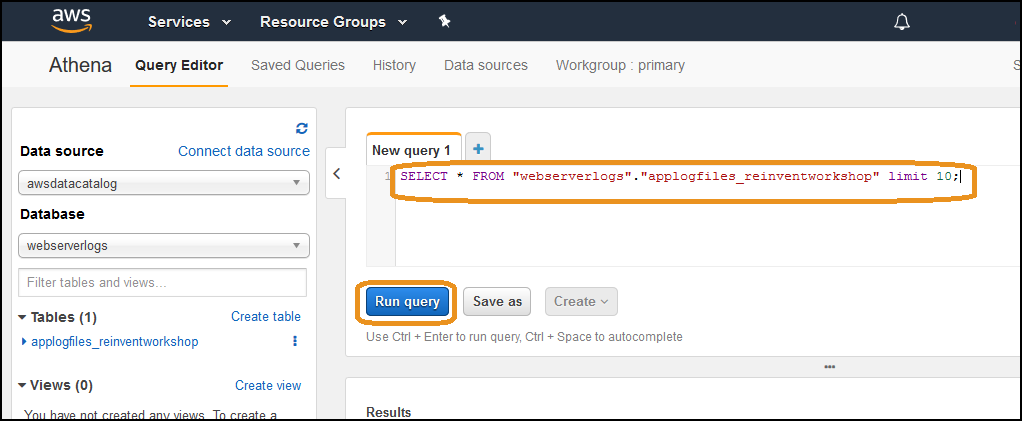 aws Services Resource Groups
Athena Query Editor Saved Queries History Data sources Workgroup : primary
Data source Connect data source
awsdatacatalog
Database
webserverlogs
Filter tables and views...
Tables (1) Create table
applogfiles_reinventworkshop
Views (0) Create view
You have not created any views. To create a
New query 1 +
1 SELECT * FROM "webserverlogs"."applogfiles_reinventworkshop" limit 10;
Run query Save as Create
Use Ctrl + Enter to run query, Ctrl + Space to autocomplete
Results